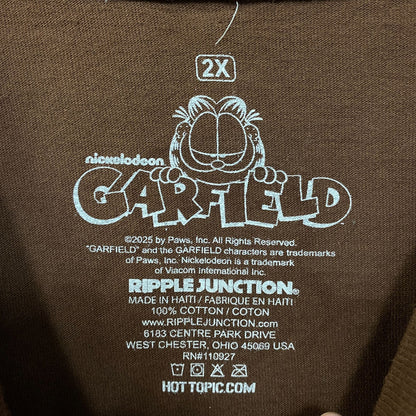 2X
nickelodeon
GARFIELD
©2025 by Paws, Inc. All Rights Reserved.
"GARFIELD" and the GARFIELD characters are trademarks
of Paws, Inc. Nickelodeon is a trademark
of Viacom International Inc.
RIPPLE JUNCTION®
MADE IN HAITI / FABRIQUE EN HAITI
100% COTTON / COTON
www.RIPPLEJUNCTION.com
6183 CENTRE PARK DRIVE
WEST CHESTER, OHIO 45069 USA
RN#110927
HOTTOPIC.COM